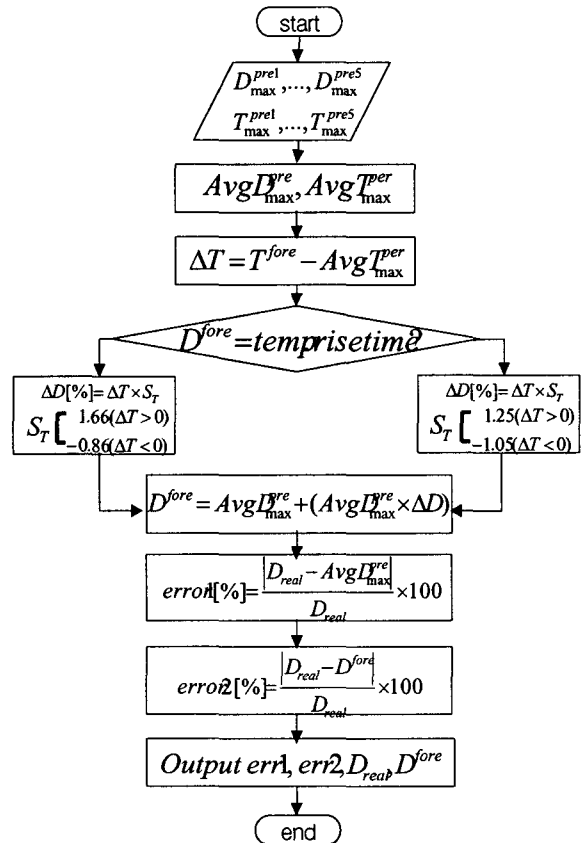 start
D_max^pre1,...,D_max^pre5
T_max^pre1,...,T_max^pre5
AvgD_max^pre, AvgT_max^per
ΔT = T^fore − AvgT_max^per
D^fore = temprisetime?
ΔD[%]= ΔT × S_T
S_T [ 1.66(ΔT > 0)
−0.86(ΔT < 0)
ΔD[%]= ΔT × S_T
S_T [ 1.25(ΔT > 0)
−1.05(ΔT < 0)
D^fore = AvgD_max^pre + (AvgD_max^pre × ΔD)
error1[%]= |D_real − AvgD_max^pre| / D_real × 100
error2[%]= |D_real − D^fore| / D_real × 100
Output err1, err2, D_real, D^fore
end